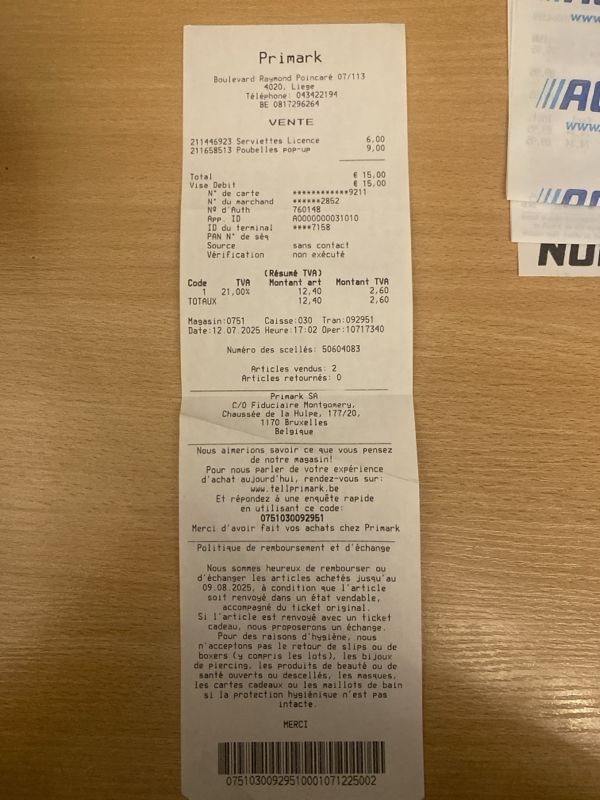 Primark
Boulevard Raymond Poincaré 07/113
4020, Liege
Téléphone: 043422194
BE 0817296264
VENTE
211446923 Serviettes Licence 6,00
211658513 Poubelles POP-UP 9,00
Total € 15,00
Visa Debit € 15,00
N° de carte ************9211
N° du marchand ******2852
Nº d'Auth 760148
App. ID A0000000031010
ID du terminal ****7158
PAN N° de séq
Source sans contact
Vérification non exécuté
(Résumé TVA)
Code TVA Montant art Montant TVA
1 21,00% 12,40 2,60
TOTAUX 12,40 2,60
Magasin:0751 Caisse:030 Tran:092951
Date:12.07.2025 Heure:17:02 Oper:10717340
Numéro des scellés: 50604083
Articles vendus: 2
Articles retournés: 0
Primark SA
C/O Fiduciaire Montgomery,
Chaussée de la Hulpe, 177/20,
1170 Bruxelles
Belgique
Nous aimerions savoir ce que vous pensez
de notre magasin!
Pour nous parler de votre expérience
d'achat aujourd'hui, rendez-vous sur:
www.tellprimark.be
Et répondez à une enquête rapide
en utilisant ce code:
0751030092951
Merci d'avoir fait vos achats chez Primark
Politique de remboursement et d'échange
Nous sommes heureux de rembourser ou
d'échanger les articles achetés jusqu'au
09.08.2025, à condition que l'article
soit renvoyé dans un état vendable,
accompagné du ticket original.
Si l'article est renvoyé avec un ticket
cadeau, nous proposerons un échange.
Pour des raisons d'hygiène, nous
n'acceptons pas le retour de slips ou de
boxers (y compris les lots), les bijoux
de piercing, les produits de beauté ou de
santé ouverts ou descellés, les masques,
les cartes cadeaux ou les maillots de bain
si la protection hygiénique n'est pas
intacte.
MERCI
07510300929510001071225002
www.